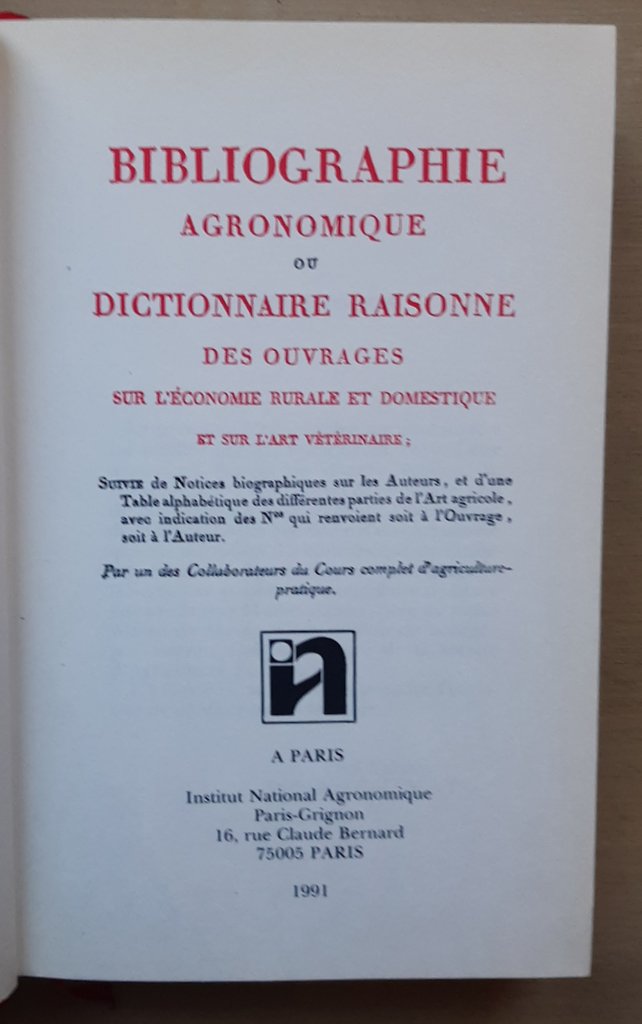 BIBLIOGRAPHIE
AGRONOMIQUE
OU
DICTIONNAIRE RAISONNE
DES OUVRAGES
SUR L'ÉCONOMIE RURALE ET DOMESTIQUE
ET SUR L'ART VÉTÉRINAIRE;
SUIVIE de Notices biographiques sur les Auteurs, et d'une
Table alphabétique des différentes parties de l'Art agricole,
avec indication des Nos qui renvoient soit à l'Ouvrage,
soit à l'Auteur.
Par un des Collaborateurs du Cours complet d'agriculture-
pratique.
in
A PARIS
Institut National Agronomique
Paris-Grignon
16, rue Claude Bernard
75005 PARIS
1991